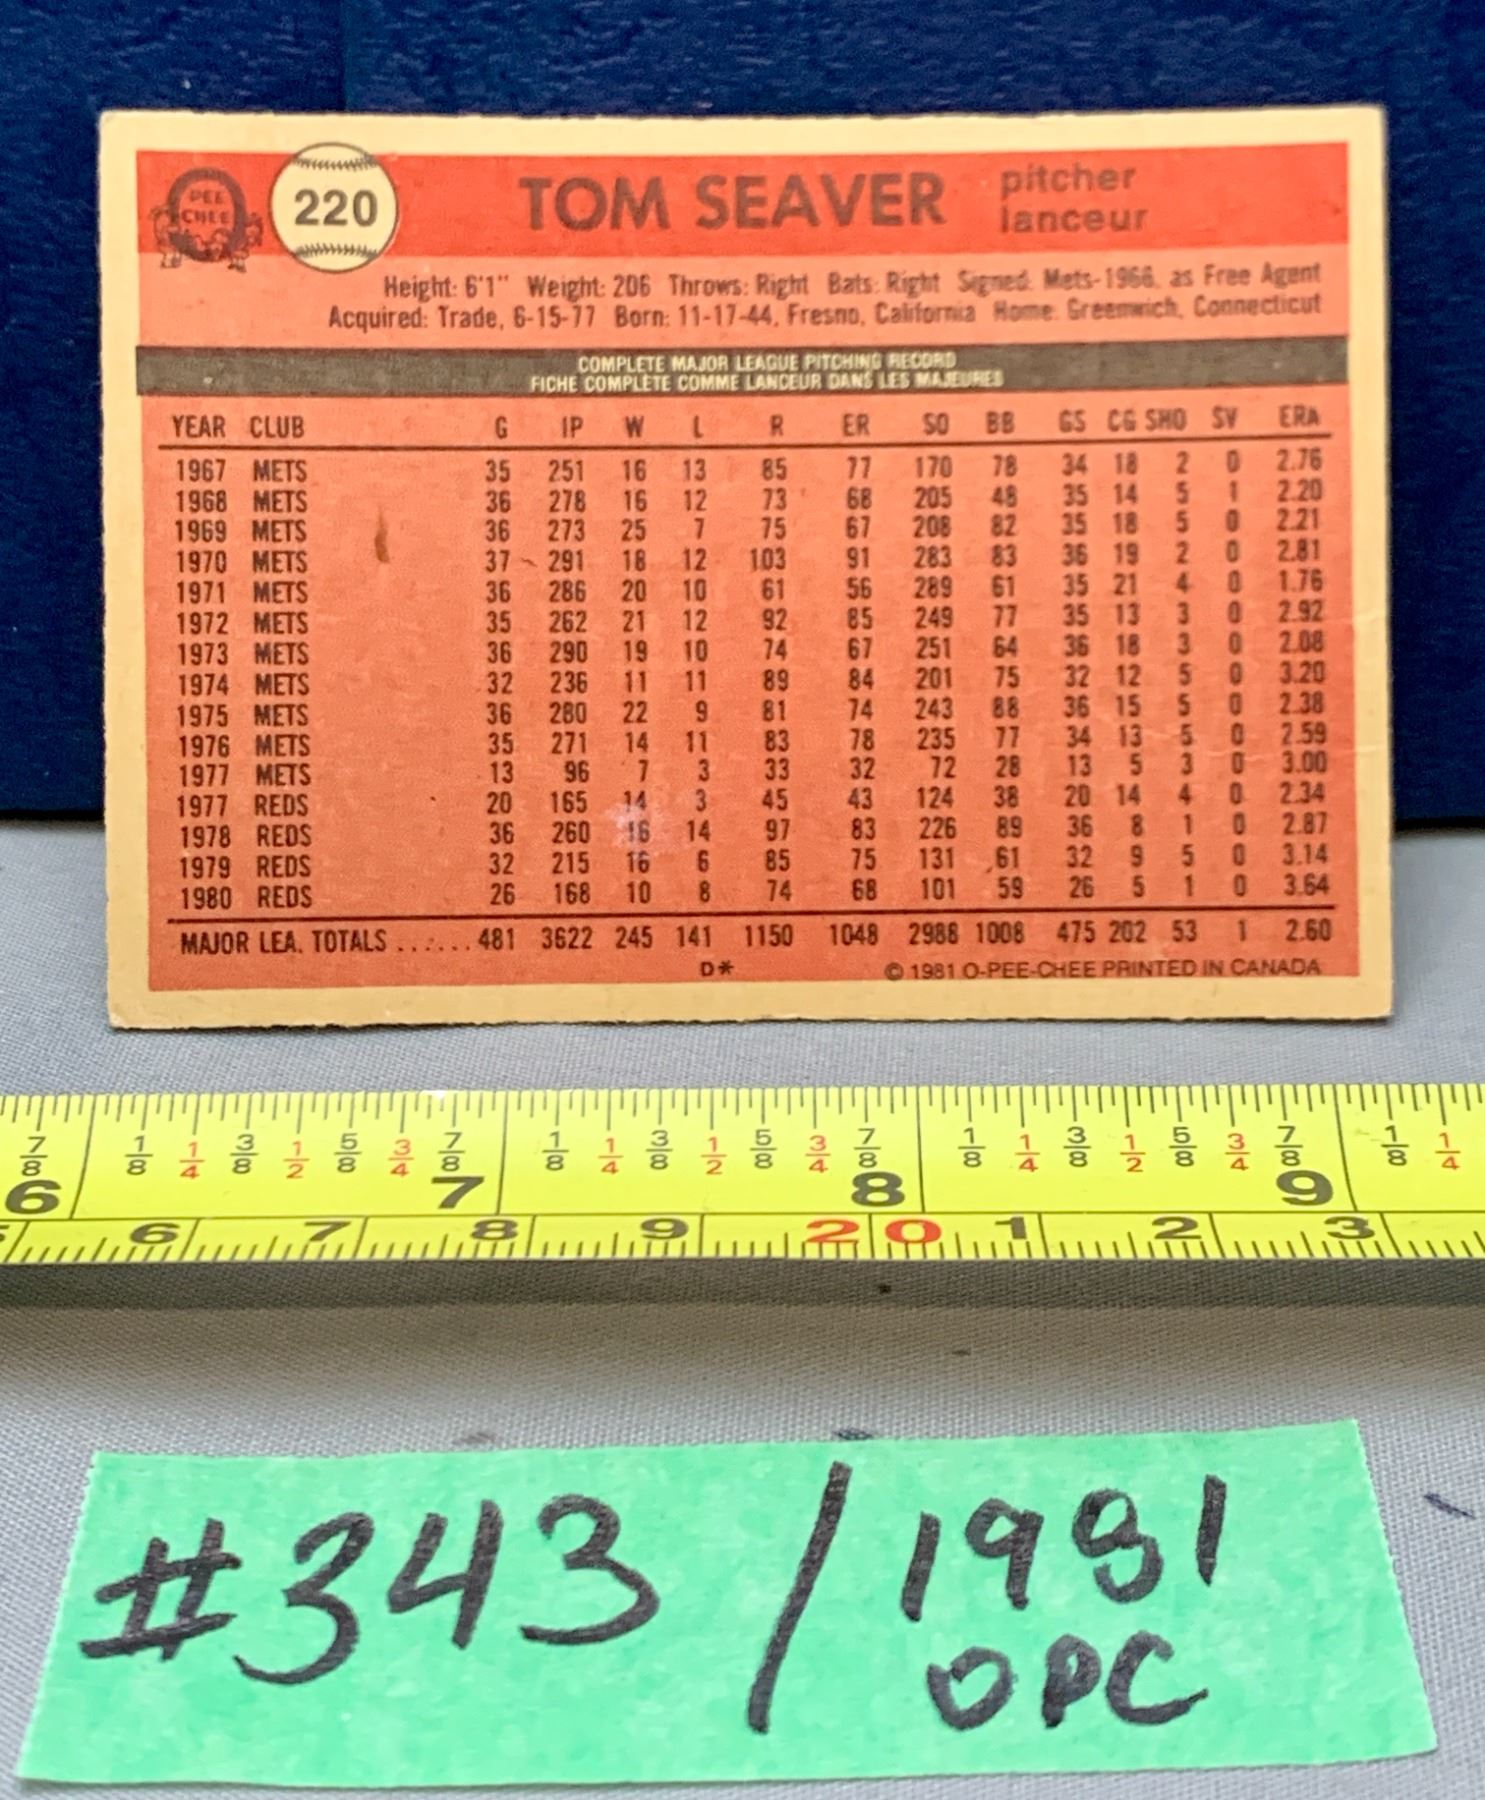 PEE
CHEE
220
TOM SEAVER
pitcher
lanceur
Height: 6'1" Weight: 206 Throws: Right Bats: Right Signed: Mets-1966, as Free Agent
Acquired: Trade, 6-15-77 Born: 11-17-44, Fresno, California Home: Greenwich, Connecticut
COMPLETE MAJOR LEAGUE PITCHING RECORD
FICHE COMPLÈTE COMME LANCEUR DANS LES MAJEURES
YEAR CLUB G IP W L R ER SO BB GS CG SHO SV ERA
1967 METS 35 251 16 13 85 77 170 78 34 18 2 0 2.76
1968 METS 36 278 16 12 73 68 205 48 35 14 5 1 2.20
1969 METS 36 273 25 7 75 67 208 82 35 18 5 0 2.21
1970 METS 37 291 18 12 103 91 283 83 36 19 2 0 2.81
1971 METS 36 286 20 10 61 56 289 61 35 21 4 0 1.76
1972 METS 35 262 21 12 92 85 249 77 35 13 3 0 2.92
1973 METS 36 290 19 10 74 67 251 64 36 18 3 0 2.08
1974 METS 32 236 11 11 89 84 201 75 32 12 5 0 3.20
1975 METS 36 280 22 9 81 74 243 88 36 15 5 0 2.38
1976 METS 35 271 14 11 83 78 235 77 34 13 5 0 2.59
1977 METS 13 96 7 3 33 32 72 28 13 5 3 0 3.00
1977 REDS 20 165 14 3 45 43 124 38 20 14 4 0 2.34
1978 REDS 36 260 16 14 97 83 226 89 36 8 1 0 2.87
1979 REDS 32 215 16 6 85 75 131 61 32 9 5 0 3.14
1980 REDS 26 168 10 8 74 68 101 59 26 5 1 0 3.64
MAJOR LEA. TOTALS ....... 481 3622 245 141 1150 1048 2988 1008 475 202 53 1 2.60
D* © 1981 O-PEE-CHEE PRINTED IN CANADA
7/8 1/8 1/4 3/8 1/2 5/8 3/4 7/8 1/8 1/4 3/8 1/2 5/8 3/4 7/8 1/8 1/4 3/8 1/2 5/8 3/4 7/8 1/8 1/4
6 7 8 9
6 7 8 9 20 1 2 3
#343 / 1981
OPC